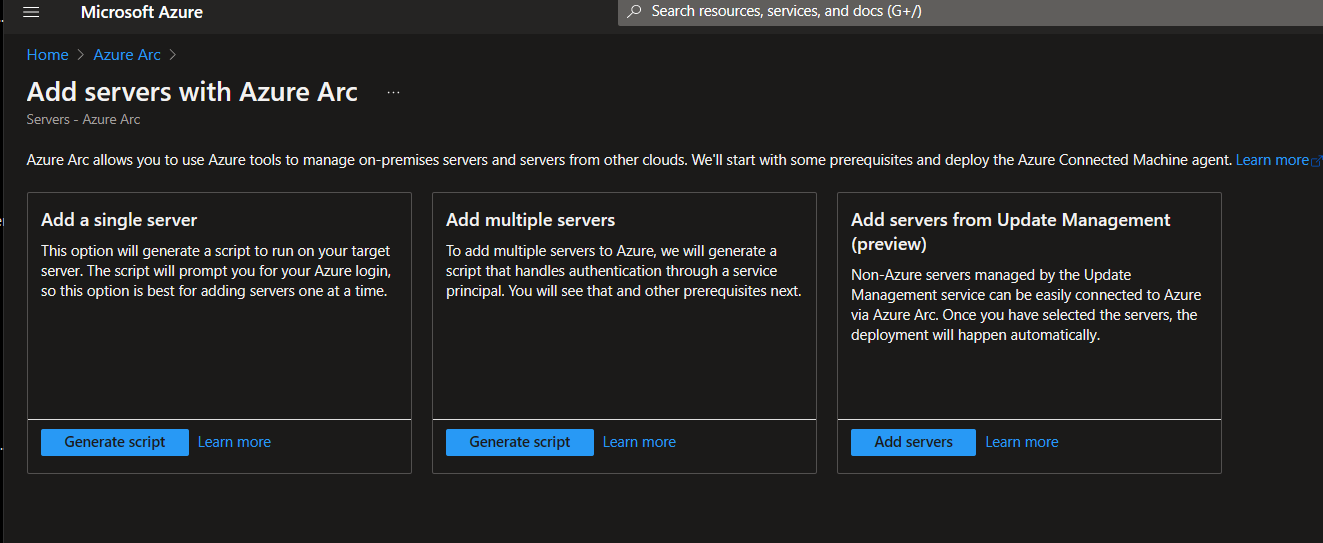 Microsoft Azure
Search resources, services, and docs (G+/)
Home > Azure Arc >
Add servers with Azure Arc ...
Servers - Azure Arc
Azure Arc allows you to use Azure tools to manage on-premises servers and servers from other clouds. We'll start with some prerequisites and deploy the Azure Connected Machine agent. Learn more
Add a single server
This option will generate a script to run on your target
server. The script will prompt you for your Azure login,
so this option is best for adding servers one at a time.
Generate script
Learn more
Add multiple servers
To add multiple servers to Azure, we will generate a
script that handles authentication through a service
principal. You will see that and other prerequisites next.
Generate script
Learn more
Add servers from Update Management
(preview)
Non-Azure servers managed by the Update
Management service can be easily connected to Azure
via Azure Arc. Once you have selected the servers, the
deployment will happen automatically.
Add servers
Learn more